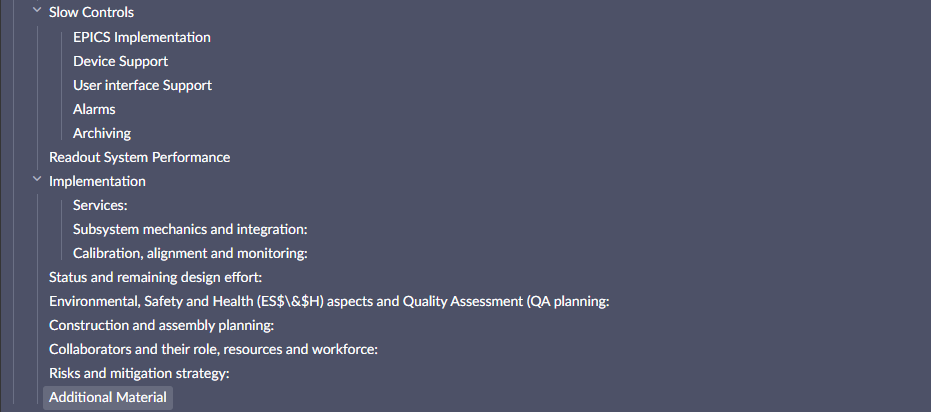 Slow Controls
EPICS Implementation
Device Support
User interface Support
Alarms
Archiving
Readout System Performance
Implementation
Services:
Subsystem mechanics and integration:
Calibration, alignment and monitoring:
Status and remaining design effort:
Environmental, Safety and Health (ES$\&$H) aspects and Quality Assessment (QA planning:
Construction and assembly planning:
Collaborators and their role, resources and workforce:
Risks and mitigation strategy:
Additional Material